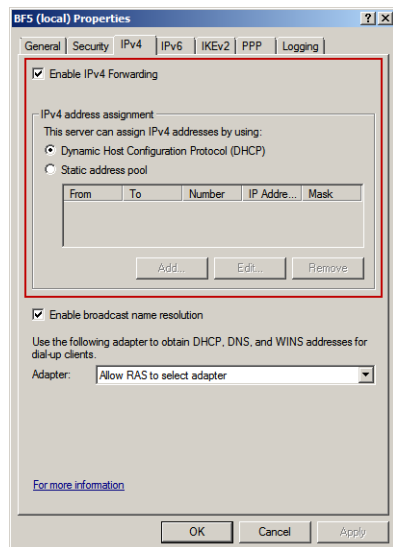 BF5 (local) Properties
General Security IPv4 IPv6 IKEv2 PPP Logging
Enable IPv4 Forwarding
IPv4 address assignment
This server can assign IPv4 addresses by using:
Dynamic Host Configuration Protocol (DHCP)
Static address pool
From To Number IP Addre... Mask
Add... Edit... Remove
Enable broadcast name resolution
Use the following adapter to obtain DHCP, DNS, and WINS addresses for
dial-up clients.
Adapter: Allow RAS to select adapter
For more information
OK Cancel Apply